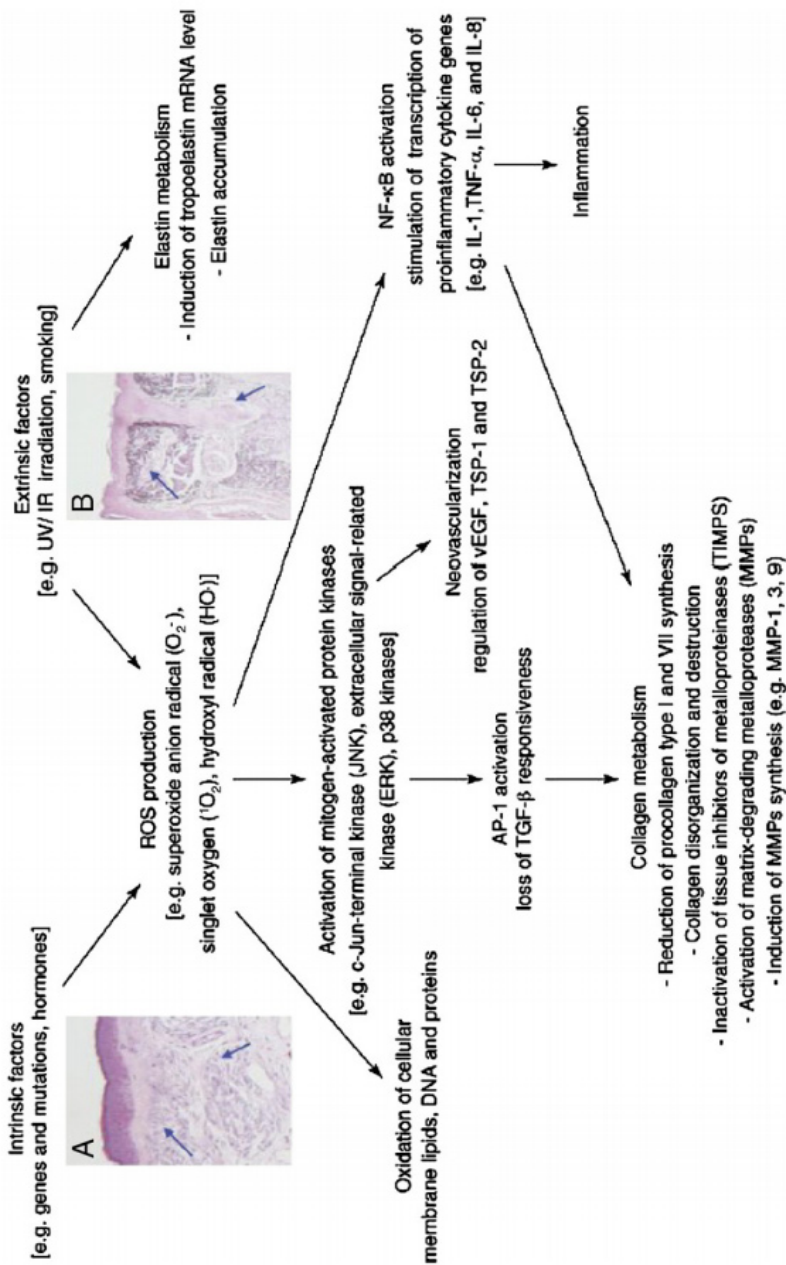 Intrinsic factors
[e.g. genes and mutations, hormones]
A
Extrinsic factors
[e.g. UV/ IR irradiation, smoking]
B
ROS production
[e.g. superoxide anion radical (O₂⁻),
singlet oxygen (¹O₂), hydroxyl radical (HO·)]
Elastin metabolism
- Induction of tropoelastin mRNA level
- Elastin accumulation
Oxidation of cellular
membrane lipids, DNA and proteins
Activation of mitogen-activated protein kinases
[e.g. c-Jun-terminal kinase (JNK), extracellular signal-related
kinase (ERK), p38 kinases]
NF-κB activation
stimulation of transcription of
proinflammatory cytokine genes
[e.g. IL-1,TNF-α, IL-6, and IL-8]
Neovascularization
regulation of vEGF, TSP-1 and TSP-2
AP-1 activation
loss of TGF-β responsiveness
Inflammation
Collagen metabolism
- Reduction of procollagen type I and VII synthesis
- Collagen disorganization and destruction
- Inactivation of tissue inhibitors of metalloproteinases (TIMPS)
- Activation of matrix-degrading metalloproteases (MMPs)
- Induction of MMPs synthesis (e.g. MMP-1, 3, 9)